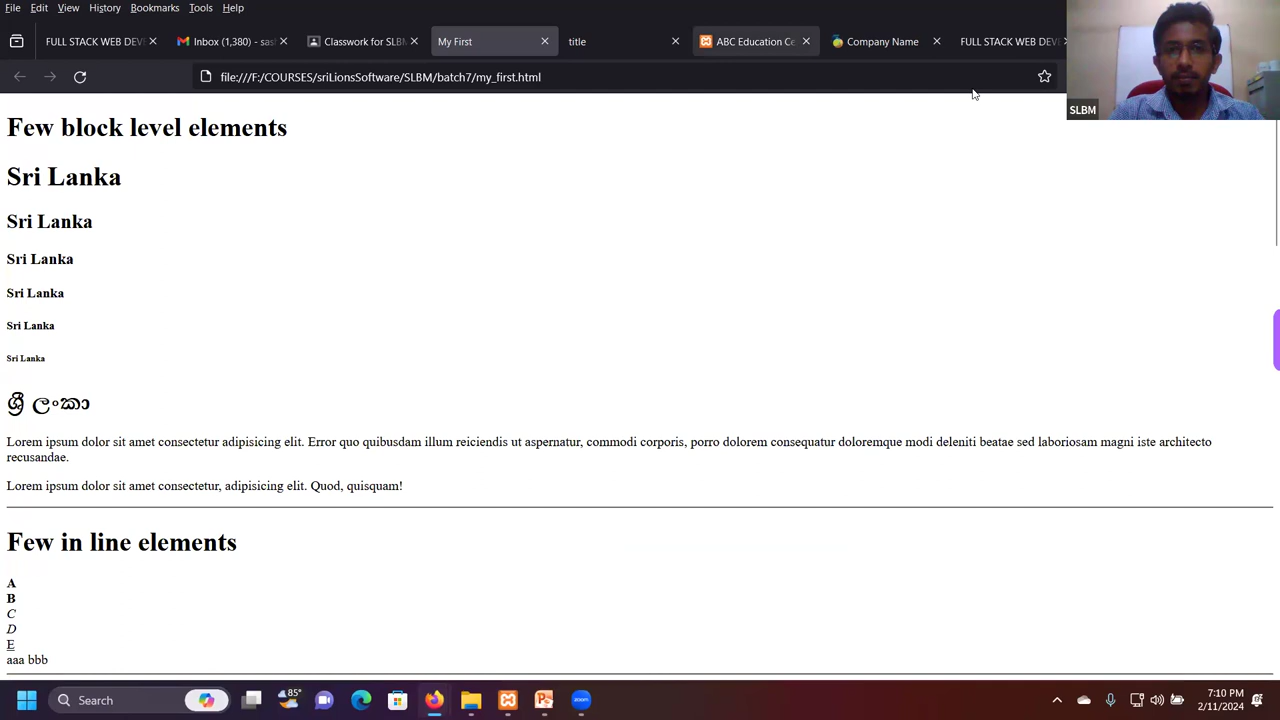 File Edit View History Bookmarks Tools Help
FULL STACK WEB DEV
Inbox (1,380) - sas
Classwork for SLBM
My First
title
ABC Education Ce
Company Name
FULL STACK WEB DEV
file:///F:/COURSES/sriLionsSoftware/SLBM/batch7/my_first.html
SLBM
Few block level elements
Sri Lanka
Sri Lanka
Sri Lanka
Sri Lanka
Sri Lanka
Sri Lanka
ශ්‍රී ලංකා
Lorem ipsum dolor sit amet consectetur adipisicing elit. Error quo quibusdam illum reiciendis ut aspernatur, commodi corporis, porro dolorem consequatur doloremque modi deleniti beatae sed laboriosam magni iste architecto
recusandae.
Lorem ipsum dolor sit amet consectetur, adipisicing elit. Quod, quisquam!
Few in line elements
A
B
C
D
E
aaa bbb
Search
85°
zoom
7:10 PM
2/11/2024